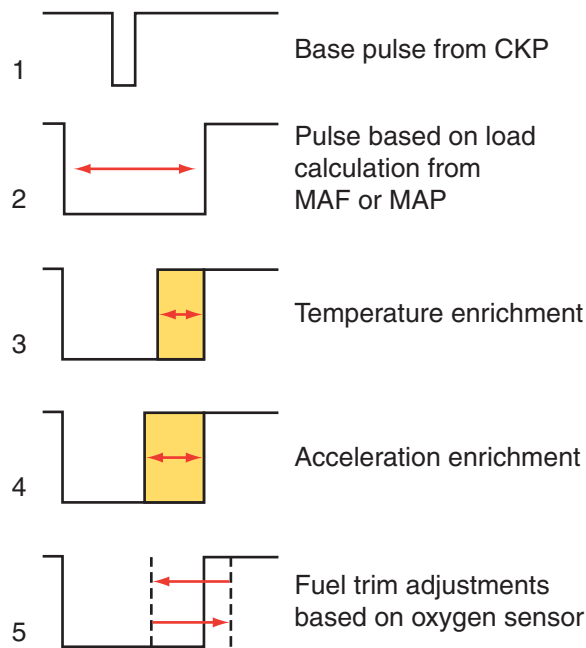 1
Base pulse from CKP
2
Pulse based on load
calculation from
MAF or MAP
3
Temperature enrichment
4
Acceleration enrichment
5
Fuel trim adjustments
based on oxygen sensor